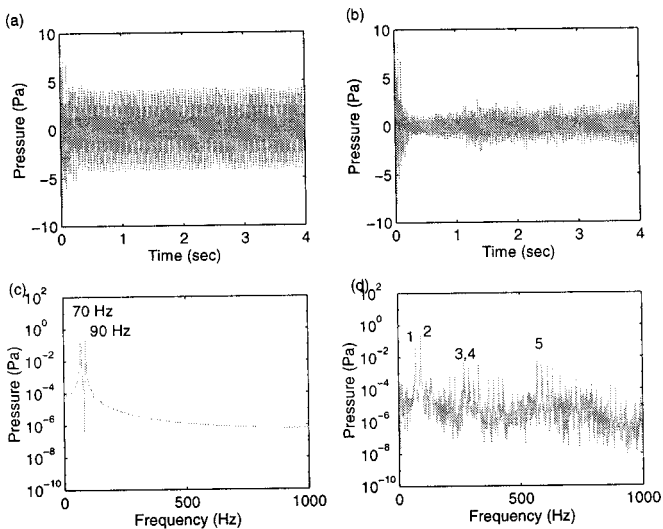 (a)
Pressure (Pa)
10
5
0
−5
−10
0 1 2 3 4
Time (sec)
(b)
Pressure (Pa)
10
5
0
−5
−10
0 1 2 3 4
Time (sec)
(c)
Pressure (Pa)
10^2
10^0
10^-2
10^-4
10^-6
10^-8
10^-10
70 Hz
90 Hz
0 500 1000
Frequency (Hz)
(d)
Pressure (Pa)
10^2
10^0
10^-2
10^-4
10^-6
10^-8
10^-10
1 2
3,4
5
0 500 1000
Frequency (Hz)